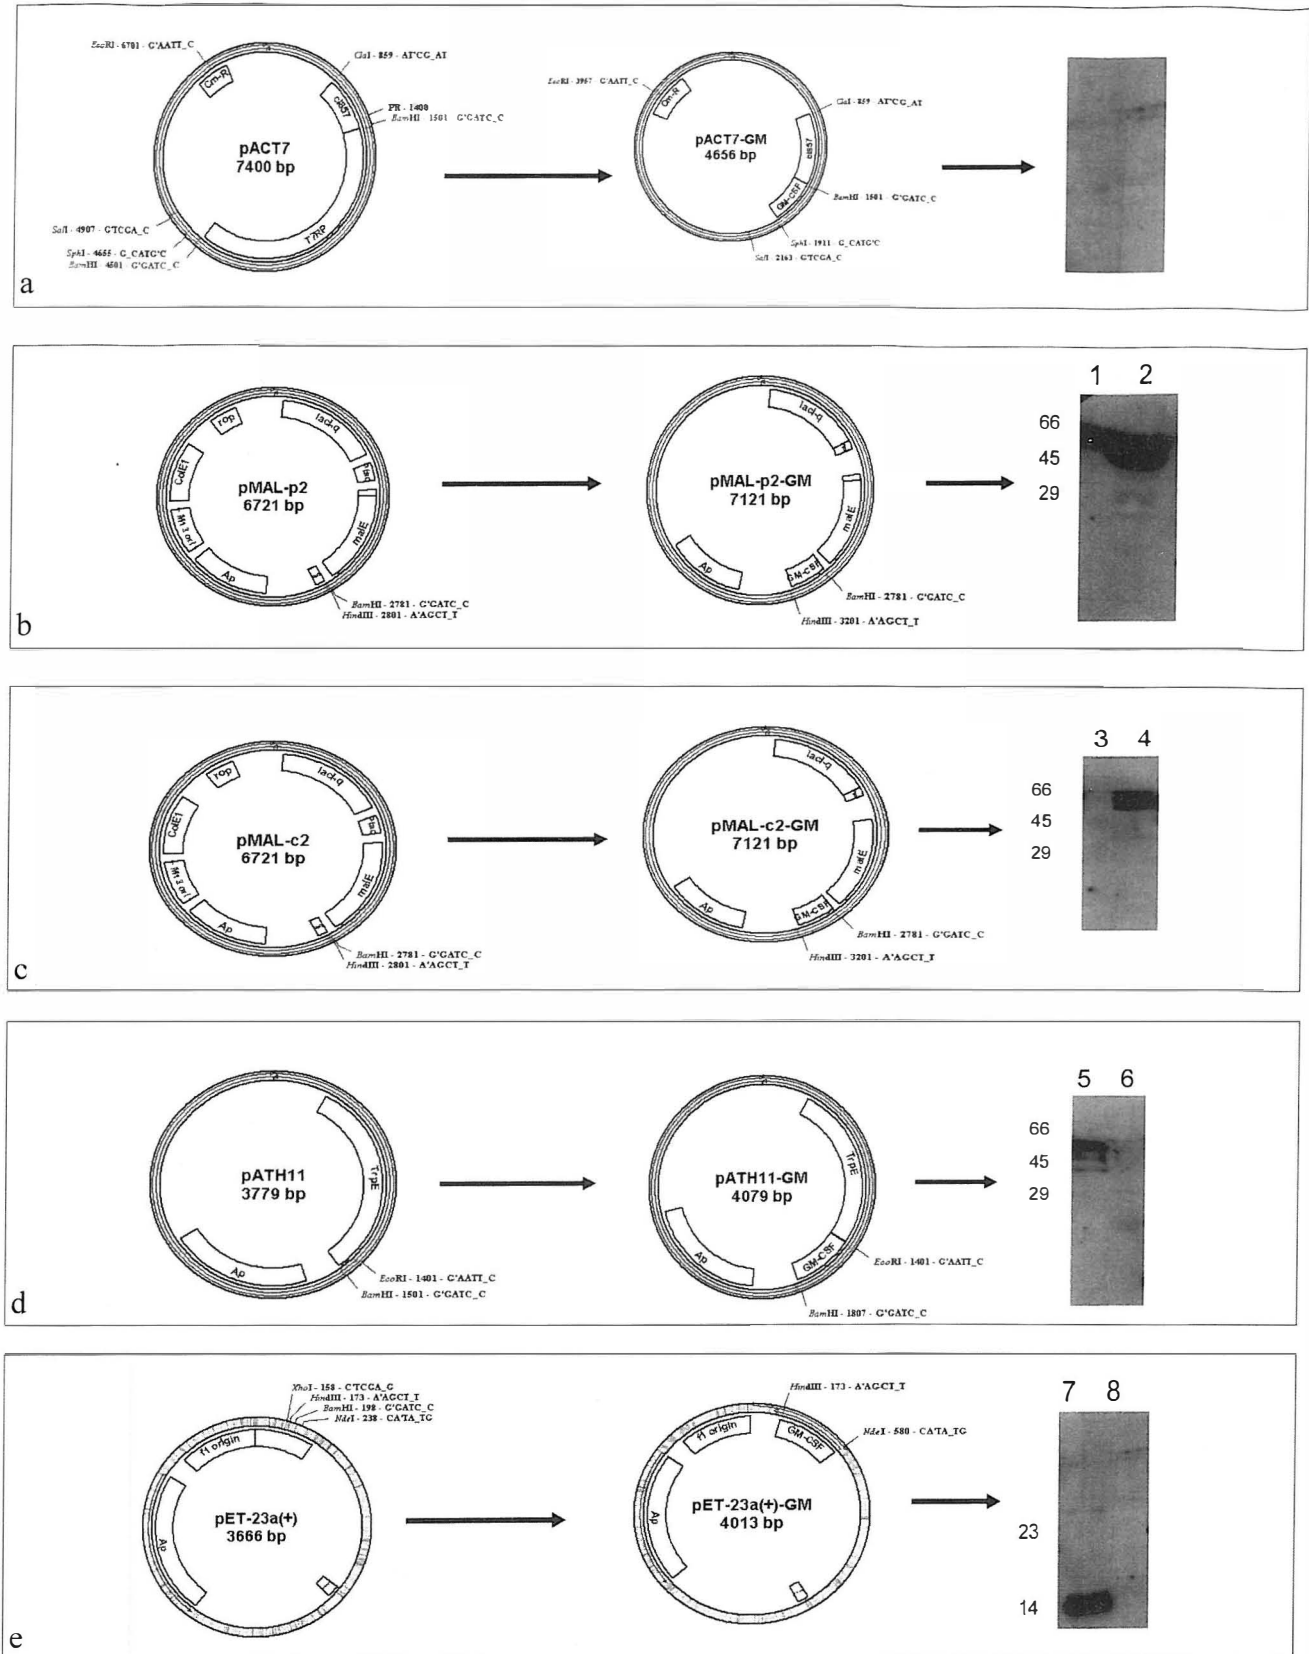 EcoRI - 6701 - G'AATT_C
ClaI - 859 - AT'CG_AT
Cm-R
cI857
PR - 1400
BamHI - 1501 G'GATC_C
pACT7
7400 bp
SalI - 4907 G'TCGA_C
SphI - 4655 - G_CATG'C
BamHI - 4501 - G'GATC_C
T7RP
EcoRI - 3957 G'AATT_C
ClaI - 859 AT'CG_AT
Cm-R
cI857
pACT7-GM
4656 bp
GM-CSF
BamHI - 1501 G'GATC_C
SphI - 1911 - G_CATG'C
SalI - 2163 - G'TCGA_C
a
rop
lacI-q
ColE1
Ptac
pMAL-p2
6721 bp
malE
M13 ori
Ap
BamHI - 2781 - G'GATC_C
HindIII - 2801 - A'AGCT_T
lacI-q
pMAL-p2-GM
7121 bp
malE
Ap
GM-CSF
BamHI - 2781 - G'GATC_C
HindIII - 3201 - A'AGCT_T
1 2
66
45
29
b
rop
lacI-q
ColE1
Ptac
pMAL-c2
6721 bp
malE
M13 ori
Ap
BamHI - 2781 - G'GATC_C
HindIII - 2801 - A'AGCT_T
lacI-q
pMAL-c2-GM
7121 bp
malE
Ap
GM-CSF
BamHI - 2781 - G'GATC_C
HindIII - 3201 - A'AGCT_T
3 4
66
45
29
c
pATH11
3779 bp
TrpE
Ap
EcoRI - 1401 - G'AATT_C
BamHI - 1501 - G'GATC_C
pATH11-GM
4079 bp
TrpE
Ap
GM-CSF
EcoRI - 1401 - G'AATT_C
BamHI - 1807 - G'GATC_C
5 6
66
45
29
d
XhoI - 158 - C'TCGA_G
HindIII - 173 - A'AGCT_T
BamHI - 198 - G'GATC_C
NdeI - 238 - CA'TA_TG
f1 origin
Ap
pET-23a(+)
3666 bp
HindIII - 173 - A'AGCT_T
NdeI - 580 - CA'TA_TG
f1 origin
GM-CSF
Ap
pET-23a(+)-GM
4013 bp
7 8
23
14
e